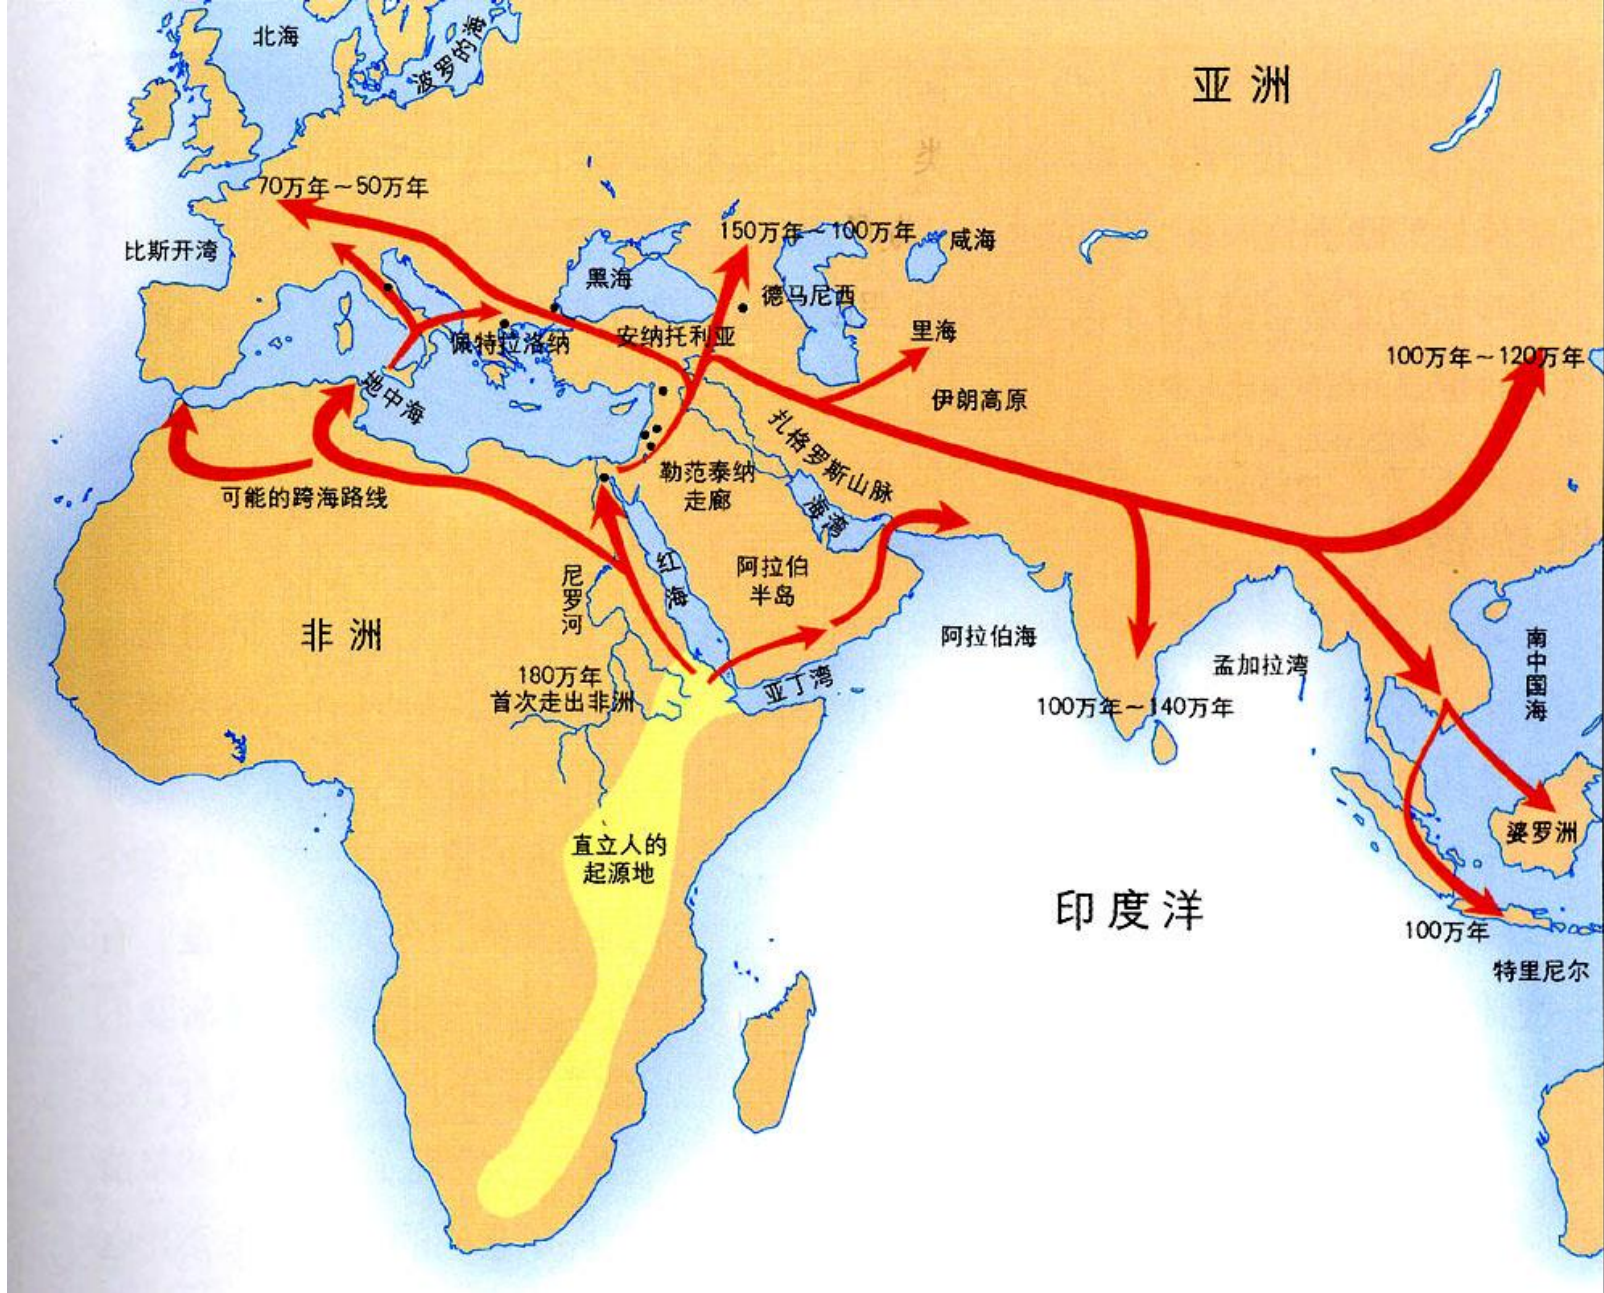 北海
波罗的海
亚洲
70万年～50万年
比斯开湾
150万年～100万年
咸海
黑海
德马尼西
佩特拉洛纳
安纳托利亚
里海
100万年～120万年
地中海
伊朗高原
扎格罗斯山脉
勒范泰纳
走廊
海湾
可能的跨海路线
尼罗河
红海
阿拉伯
半岛
非洲
阿拉伯海
孟加拉湾
南中国海
180万年
首次走出非洲
亚丁湾
100万年～140万年
直立人的
起源地
婆罗洲
印度洋
100万年
特里尼尔